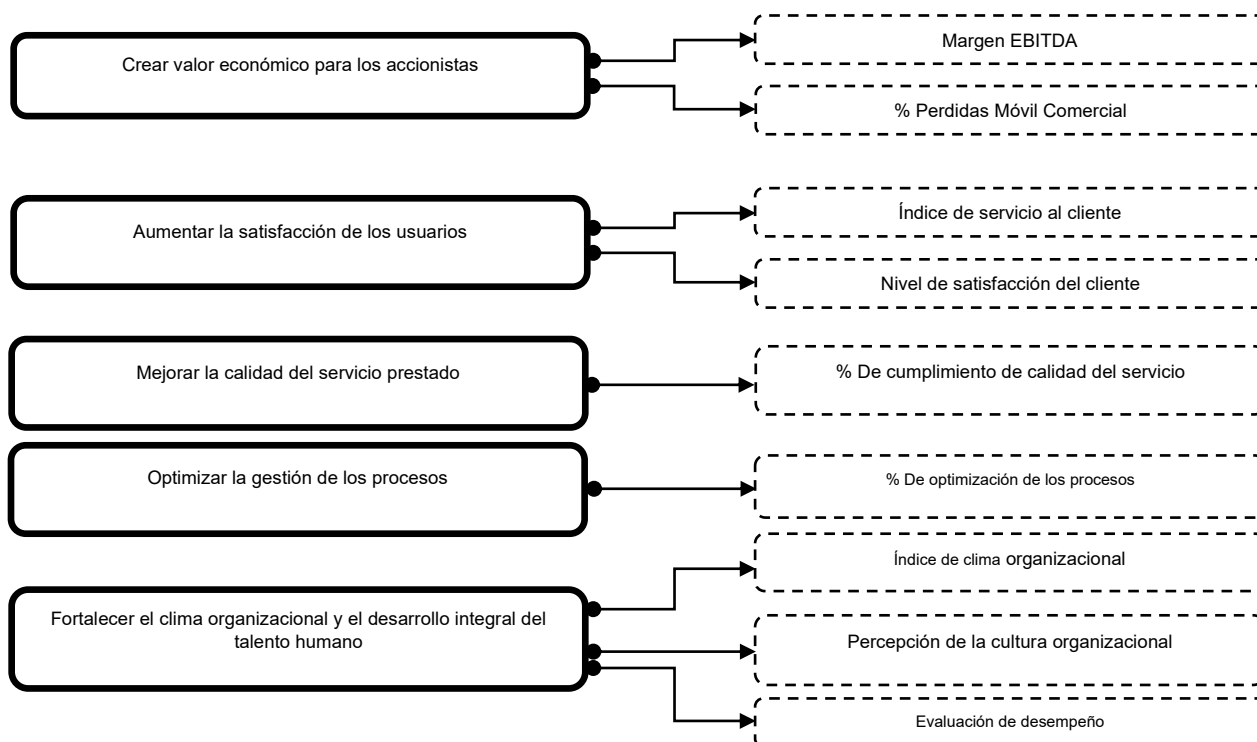 Crear valor económico para los accionistas
Margen EBITDA
% Perdidas Móvil Comercial
Aumentar la satisfacción de los usuarios
Índice de servicio al cliente
Nivel de satisfacción del cliente
Mejorar la calidad del servicio prestado
% De cumplimiento de calidad del servicio
Optimizar la gestión de los procesos
% De optimización de los procesos
Fortalecer el clima organizacional y el desarrollo integral del
talento humano
Índice de clima organizacional
Percepción de la cultura organizacional
Evaluación de desempeño